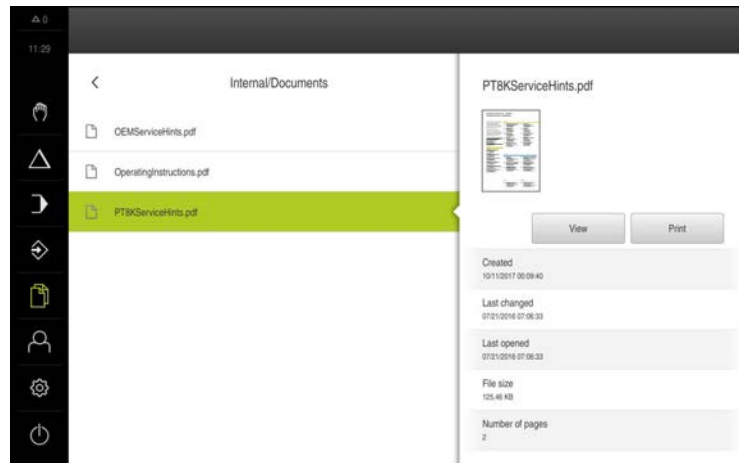 0
11:29
Internal/Documents
OEMServiceHints.pdf
OperatingInstructions.pdf
PT8KServiceHints.pdf
PT8KServiceHints.pdf
View
Print
Created
10/11/2017 00:09:40
Last changed
07/21/2016 07:06:33
Last opened
07/21/2016 07:06:33
File size
125.46 KB
Number of pages
2